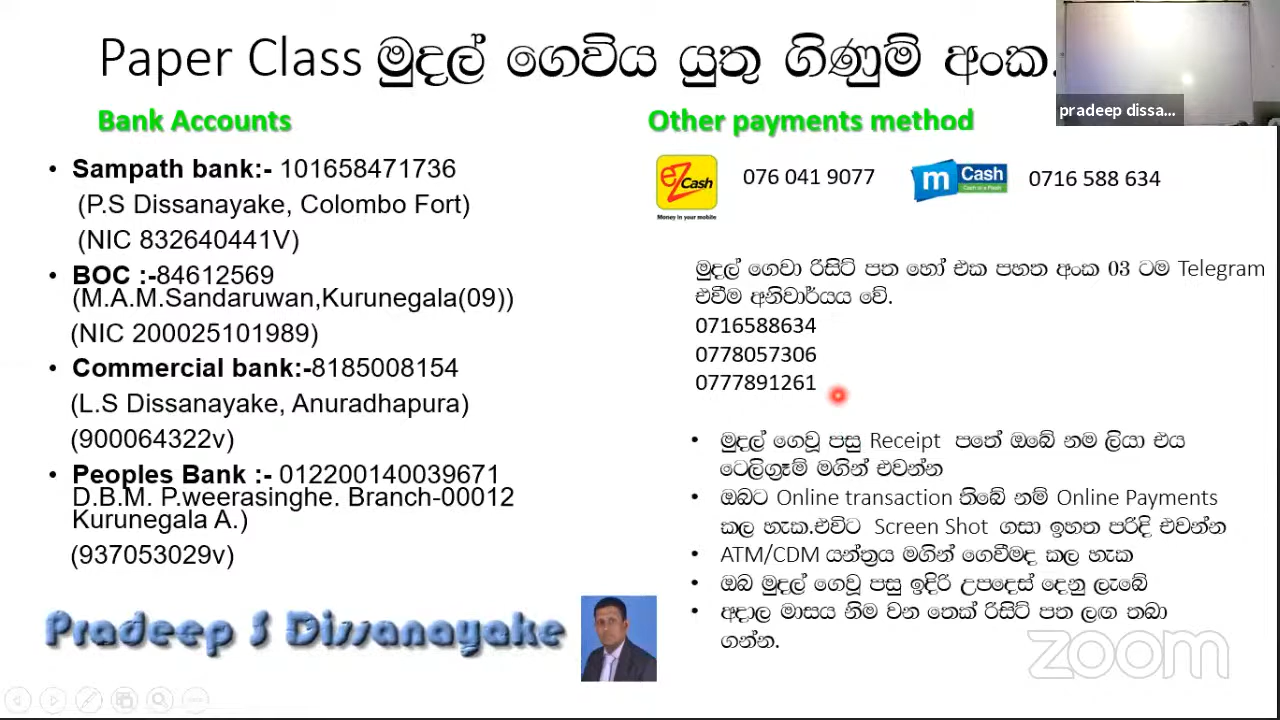 Paper Class මුදල් ගෙවිය යුතු ගිණුම් අංක.
pradeep dissa...
Bank Accounts
• Sampath bank:- 101658471736
(P.S Dissanayake, Colombo Fort)
(NIC 832640441V)
• BOC :-84612569
(M.A.M.Sandaruwan,Kurunegala(09))
(NIC 200025101989)
• Commercial bank:-8185008154
(L.S Dissanayake, Anuradhapura)
(900064322v)
• Peoples Bank :- 012200140039671
D.B.M. P.weerasinghe. Branch-00012
Kurunegala A.)
(937053029v)
Pradeep S Dissanayake
Other payments method
eZ Cash
Money in your mobile
076 041 9077
m Cash
Cash in a Flash
0716 588 634
මුදල් ගෙවා රිසිට් පත හෝ එක පහත අංක 03 ටම Telegram
එවීම අනිවාර්යය වේ.
0716588634
0778057306
0777891261
• මුදල් ගෙවූ පසු Receipt පතේ ඔබේ නම ලියා එය
ටෙලිග්‍රෑම් මගින් එවන්න
• ඔබට Online transaction තිබේ නම් Online Payments
කල හැක.එවිට Screen Shot ගසා ඉහත පරිදි එවන්න
• ATM/CDM යන්ත්‍රය මගින් ගෙවීමද කල හැක
• ඔබ මුදල් ගෙවූ පසු ඉදිරි උපදෙස් දෙනු ලැබේ
• අදාල මාසය නිම වන තෙක් රිසිට් පත ලඟ තබා
ගන්න.
zoom